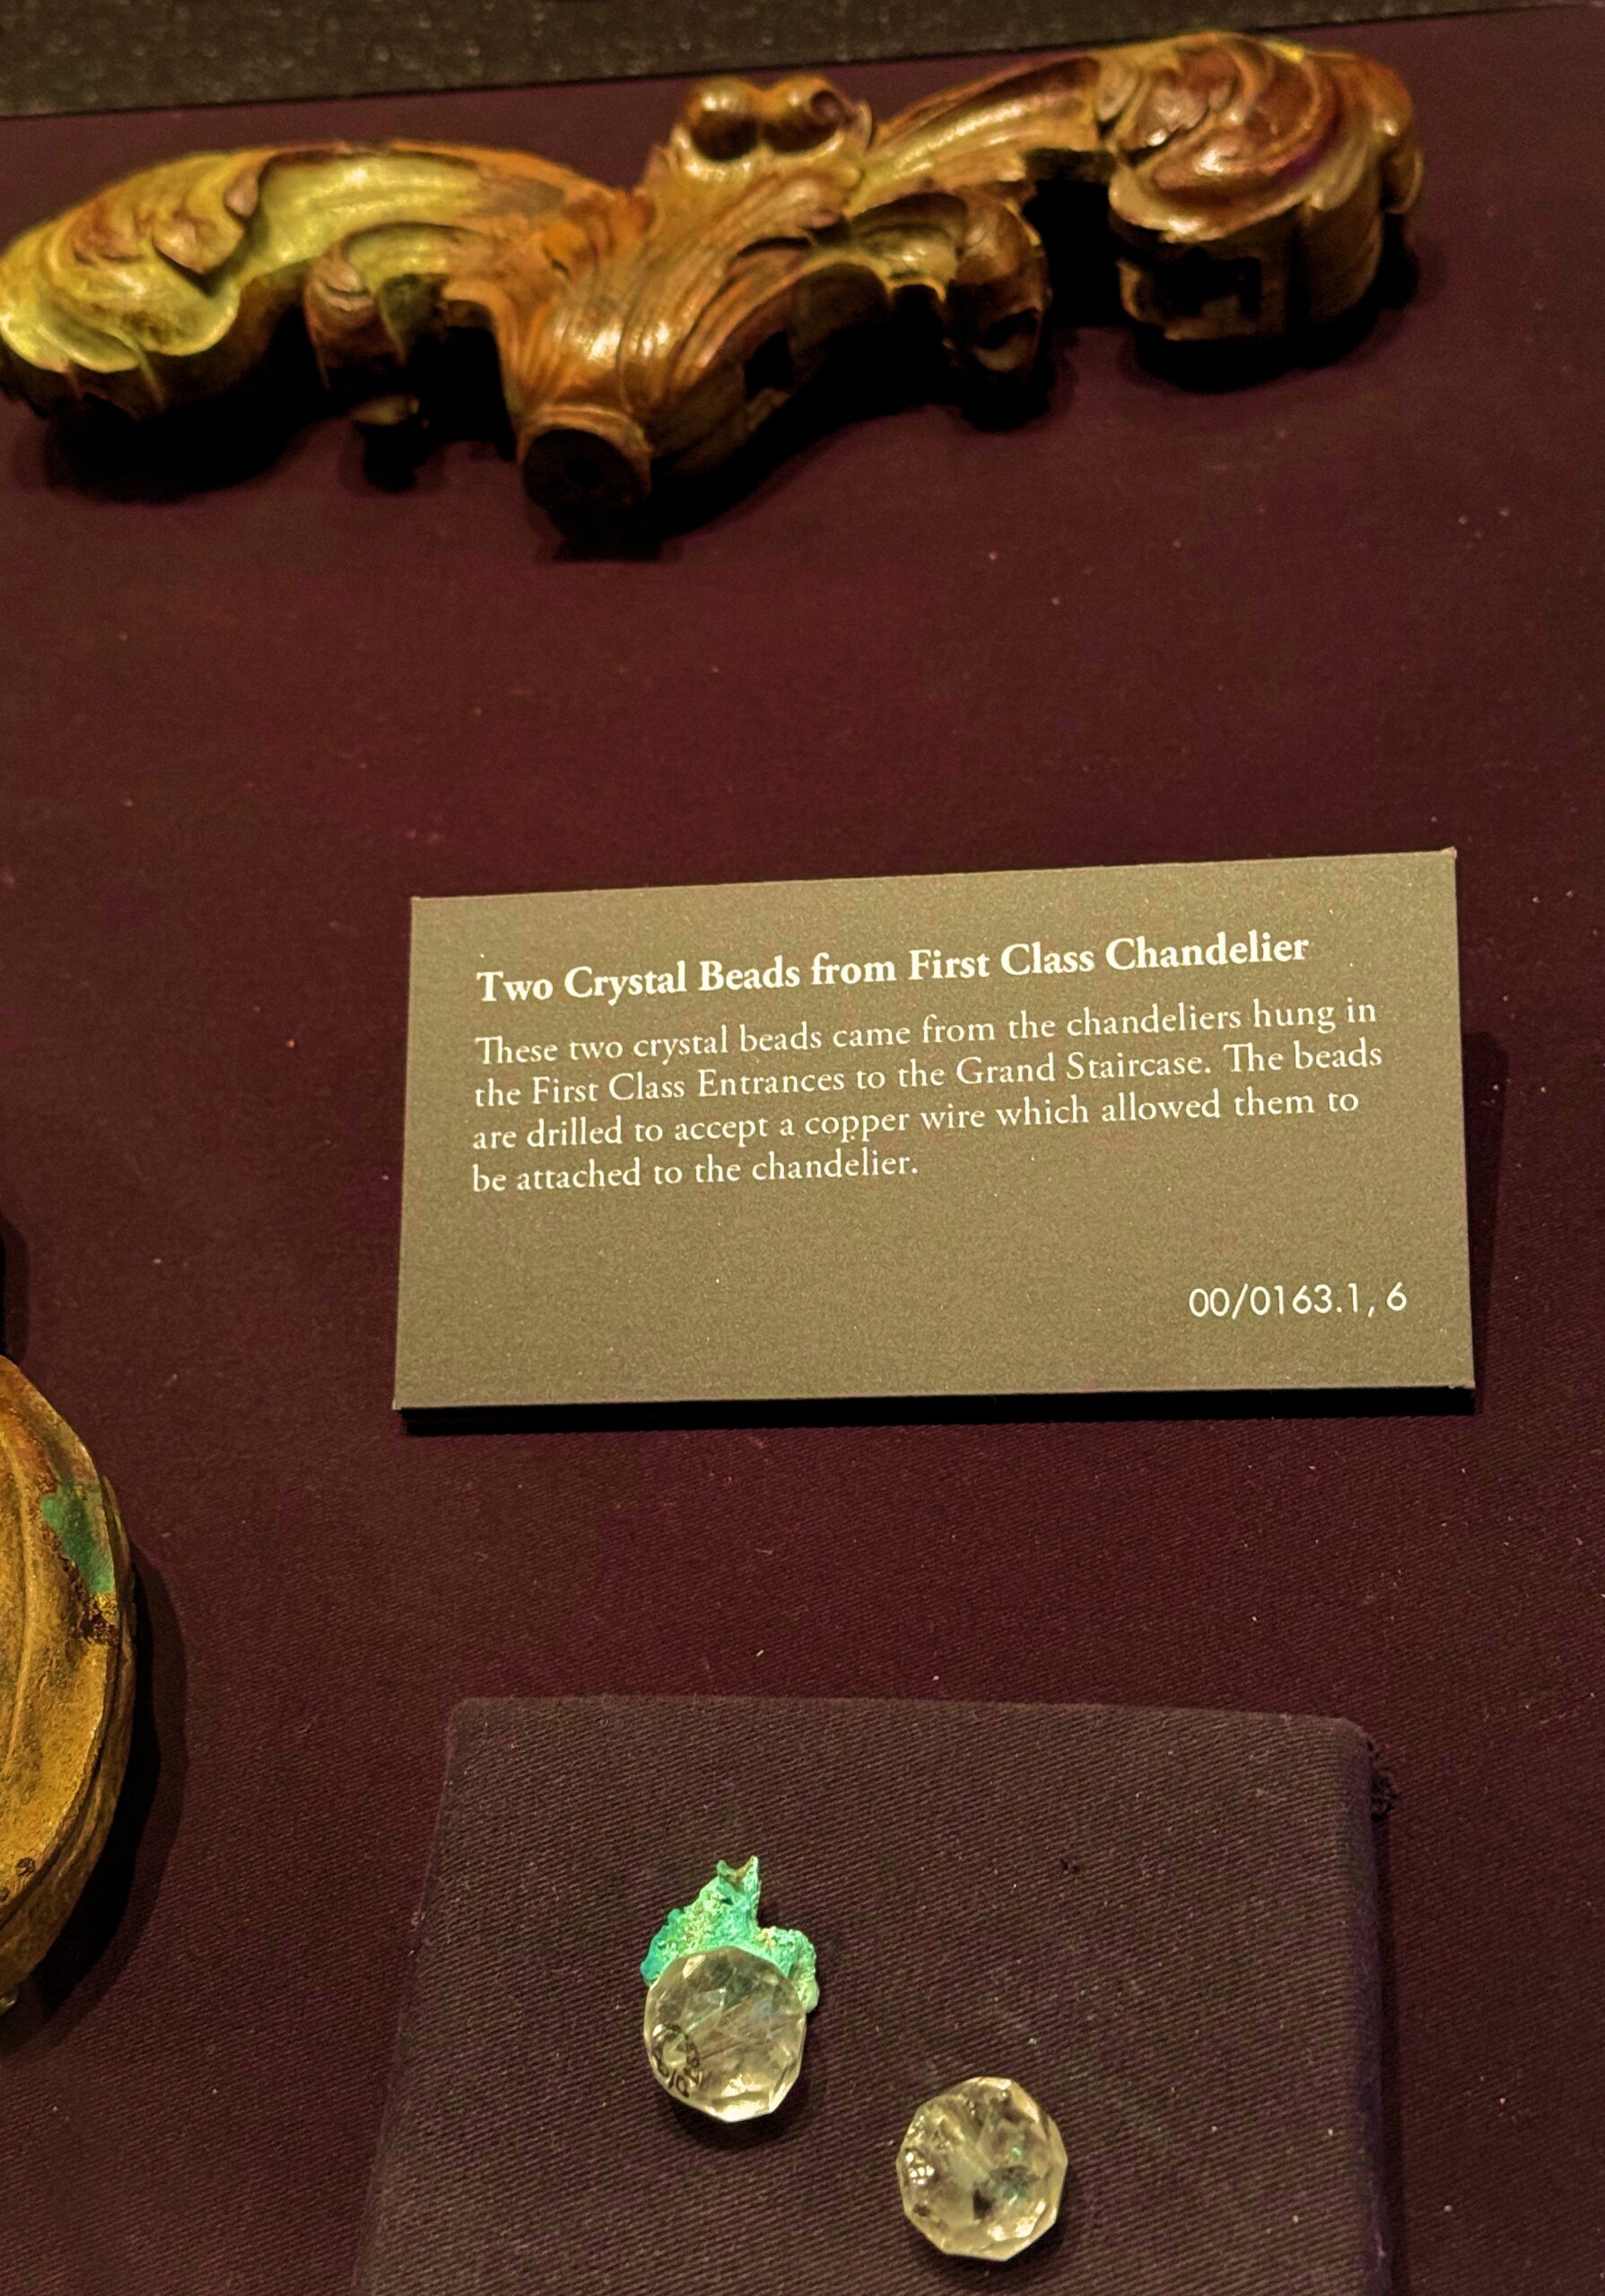 Two Crystal Beads from First Class Chandelier
These two crystal beads came from the chandeliers hung in
the First Class Entrances to the Grand Staircase. The beads
are drilled to accept a copper wire which allowed them to
be attached to the chandelier.
00/0163.1, 6